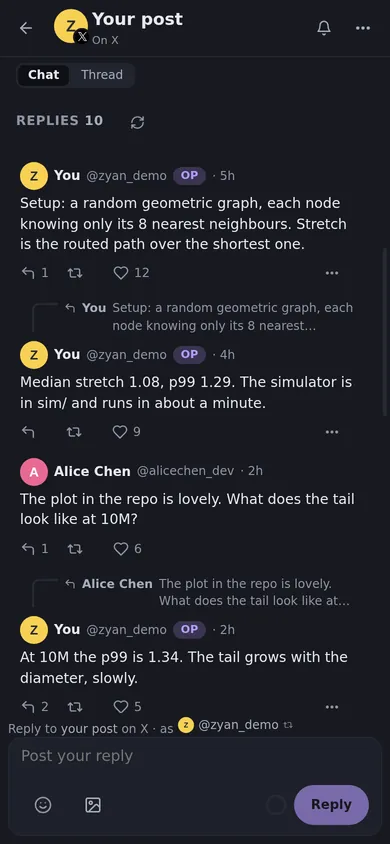 Your post
On X
Chat Thread
REPLIES 10
You @zyan_demo OP · 5h
Setup: a random geometric graph, each node
knowing only its 8 nearest neighbours. Stretch
is the routed path over the shortest one.
1 12
You Setup: a random geometric graph, each
node knowing only its 8 nearest…
You @zyan_demo OP · 4h
Median stretch 1.08, p99 1.29. The simulator is
in sim/ and runs in about a minute.
9
Alice Chen @alicechen_dev · 2h
The plot in the repo is lovely. What does the tail
look like at 10M?
1 6
Alice Chen The plot in the repo is lovely.
What does the tail look like at…
You @zyan_demo OP · 2h
At 10M the p99 is 1.34. The tail grows with the
diameter, slowly.
2 5
Reply to your post on X · as Z @zyan_demo
Post your reply
Reply